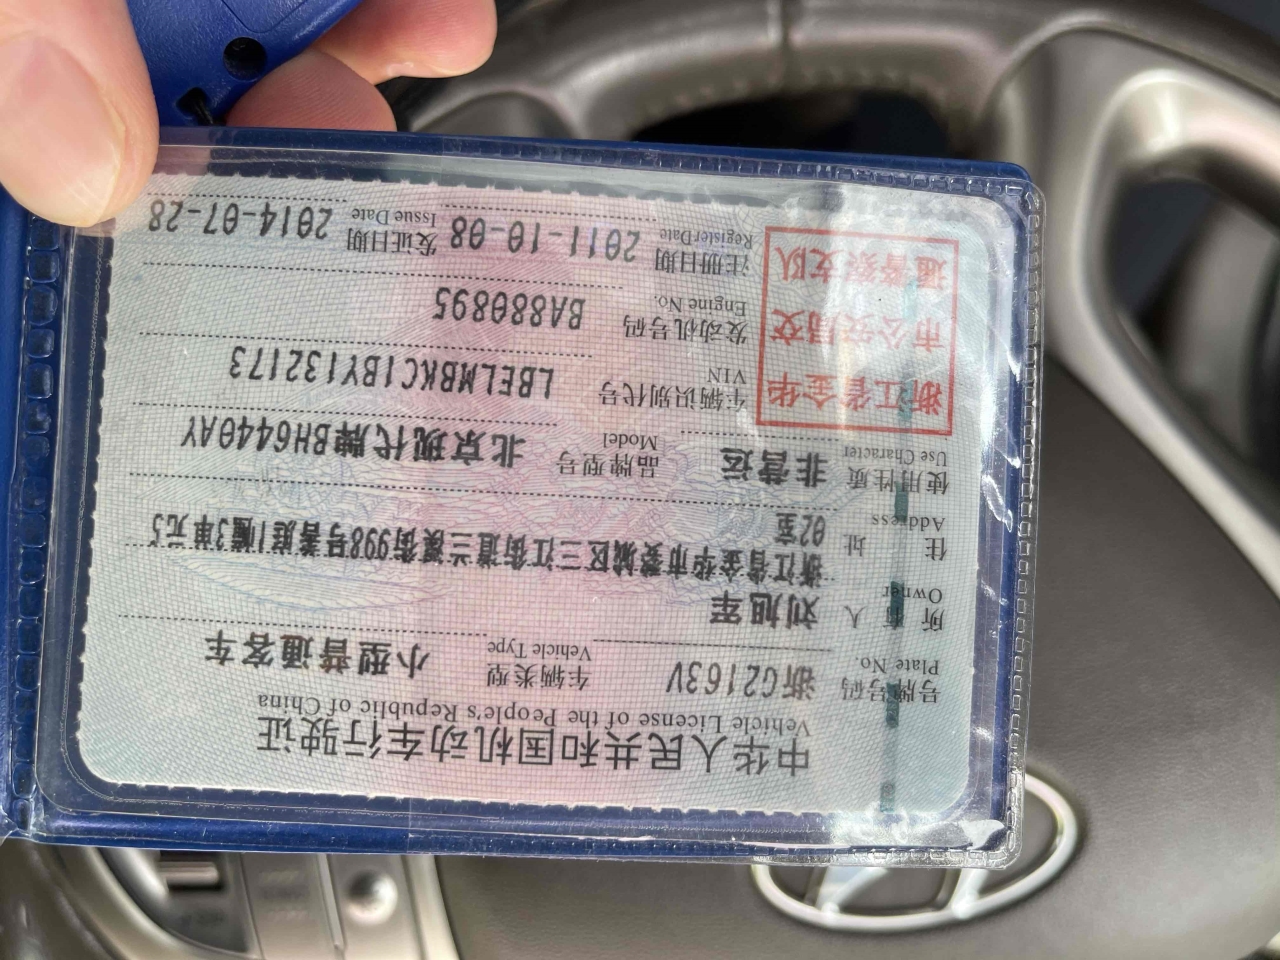 中华人民共和国机动车行驶证
Vehicle License of the People's Republic of China
号牌号码 浙G2163V 车辆类型 小型普通客车
Plate No. Vehicle Type
所有人 刘旭军
Owner
住址 浙江省金华市婺城区三江街道兰溪街998号香庭1幢3单元5
Address 02室
使用性质 非营运 品牌型号 北京现代牌BH6440AY
Use Character Model
浙江省金华
市公安局交
通警察支队
车辆识别代号 LBELMBKC1BY132173
VIN
发动机号码 BA880895
Engine No.
注册日期 2011-10-08 发证日期 2014-07-28
Register Date Issue Date